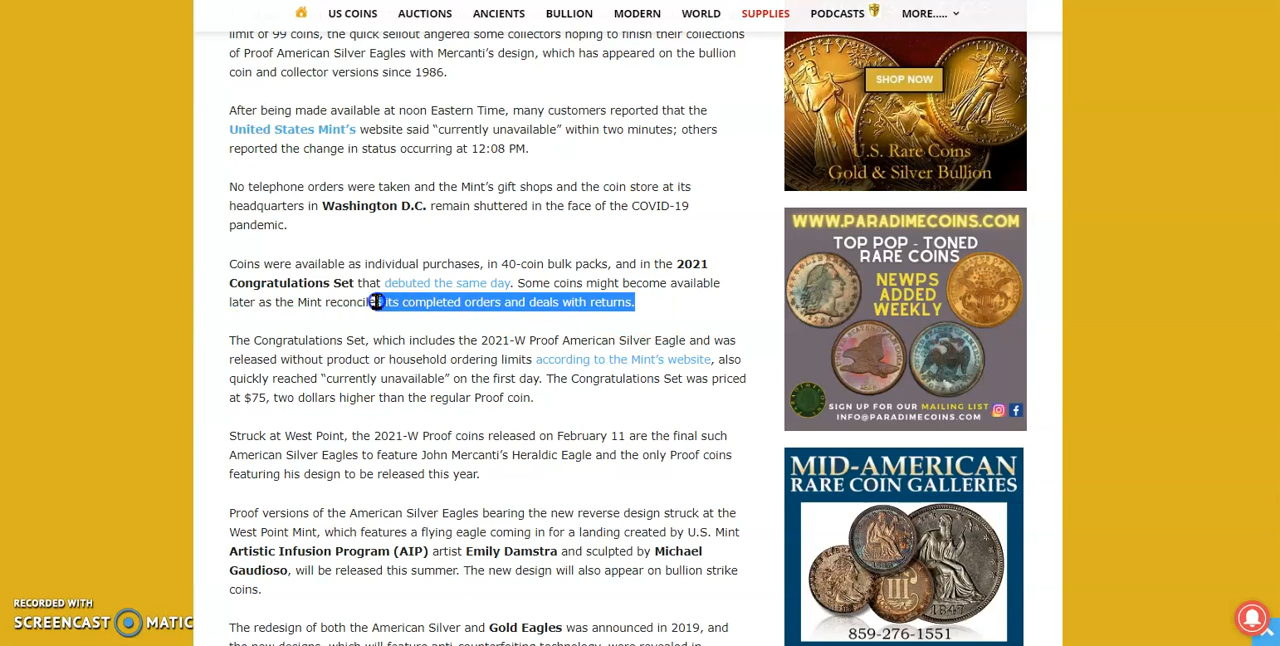 US COINS AUCTIONS ANCIENTS BULLION MODERN WORLD SUPPLIES PODCASTS MORE.....
limit of 99 coins, the quick sellout angered some collectors hoping to finish their collections
of Proof American Silver Eagles with Mercanti's design, which has appeared on the bullion
coin and collector versions since 1986.
After being made available at noon Eastern Time, many customers reported that the
United States Mint's website said “currently unavailable” within two minutes; others
reported the change in status occurring at 12:08 PM.
No telephone orders were taken and the Mint's gift shops and the coin store at its
headquarters in Washington D.C. remain shuttered in the face of the COVID-19
pandemic.
Coins were available as individual purchases, in 40-coin bulk packs, and in the 2021
Congratulations Set that debuted the same day. Some coins might become available
later as the Mint reconciles its completed orders and deals with returns.
The Congratulations Set, which includes the 2021-W Proof American Silver Eagle and was
released without product or household ordering limits according to the Mint's website, also
quickly reached “currently unavailable” on the first day. The Congratulations Set was priced
at $75, two dollars higher than the regular Proof coin.
Struck at West Point, the 2021-W Proof coins released on February 11 are the final such
American Silver Eagles to feature John Mercanti's Heraldic Eagle and the only Proof coins
featuring his design to be released this year.
Proof versions of the American Silver Eagles bearing the new reverse design struck at the
West Point Mint, which features a flying eagle coming in for a landing created by U.S. Mint
Artistic Infusion Program (AIP) artist Emily Damstra and sculpted by Michael
Gaudioso, will be released this summer. The new design will also appear on bullion strike
coins.
The redesign of both the American Silver and Gold Eagles was announced in 2019, and
the new designs, which will feature anti-counterfeiting technology, were revealed in
SHOP NOW
U.S. Rare Coins
Gold & Silver Bullion
WWW.PARADIMECOINS.COM
TOP POP - TONED
RARE COINS
NEWPS
ADDED
WEEKLY
SIGN UP FOR OUR MAILING LIST
INFO@PARADIMECOINS.COM
MID-AMERICAN
RARE COIN GALLERIES
III
1847
859-276-1551
RECORDED WITH
SCREENCAST MATIC